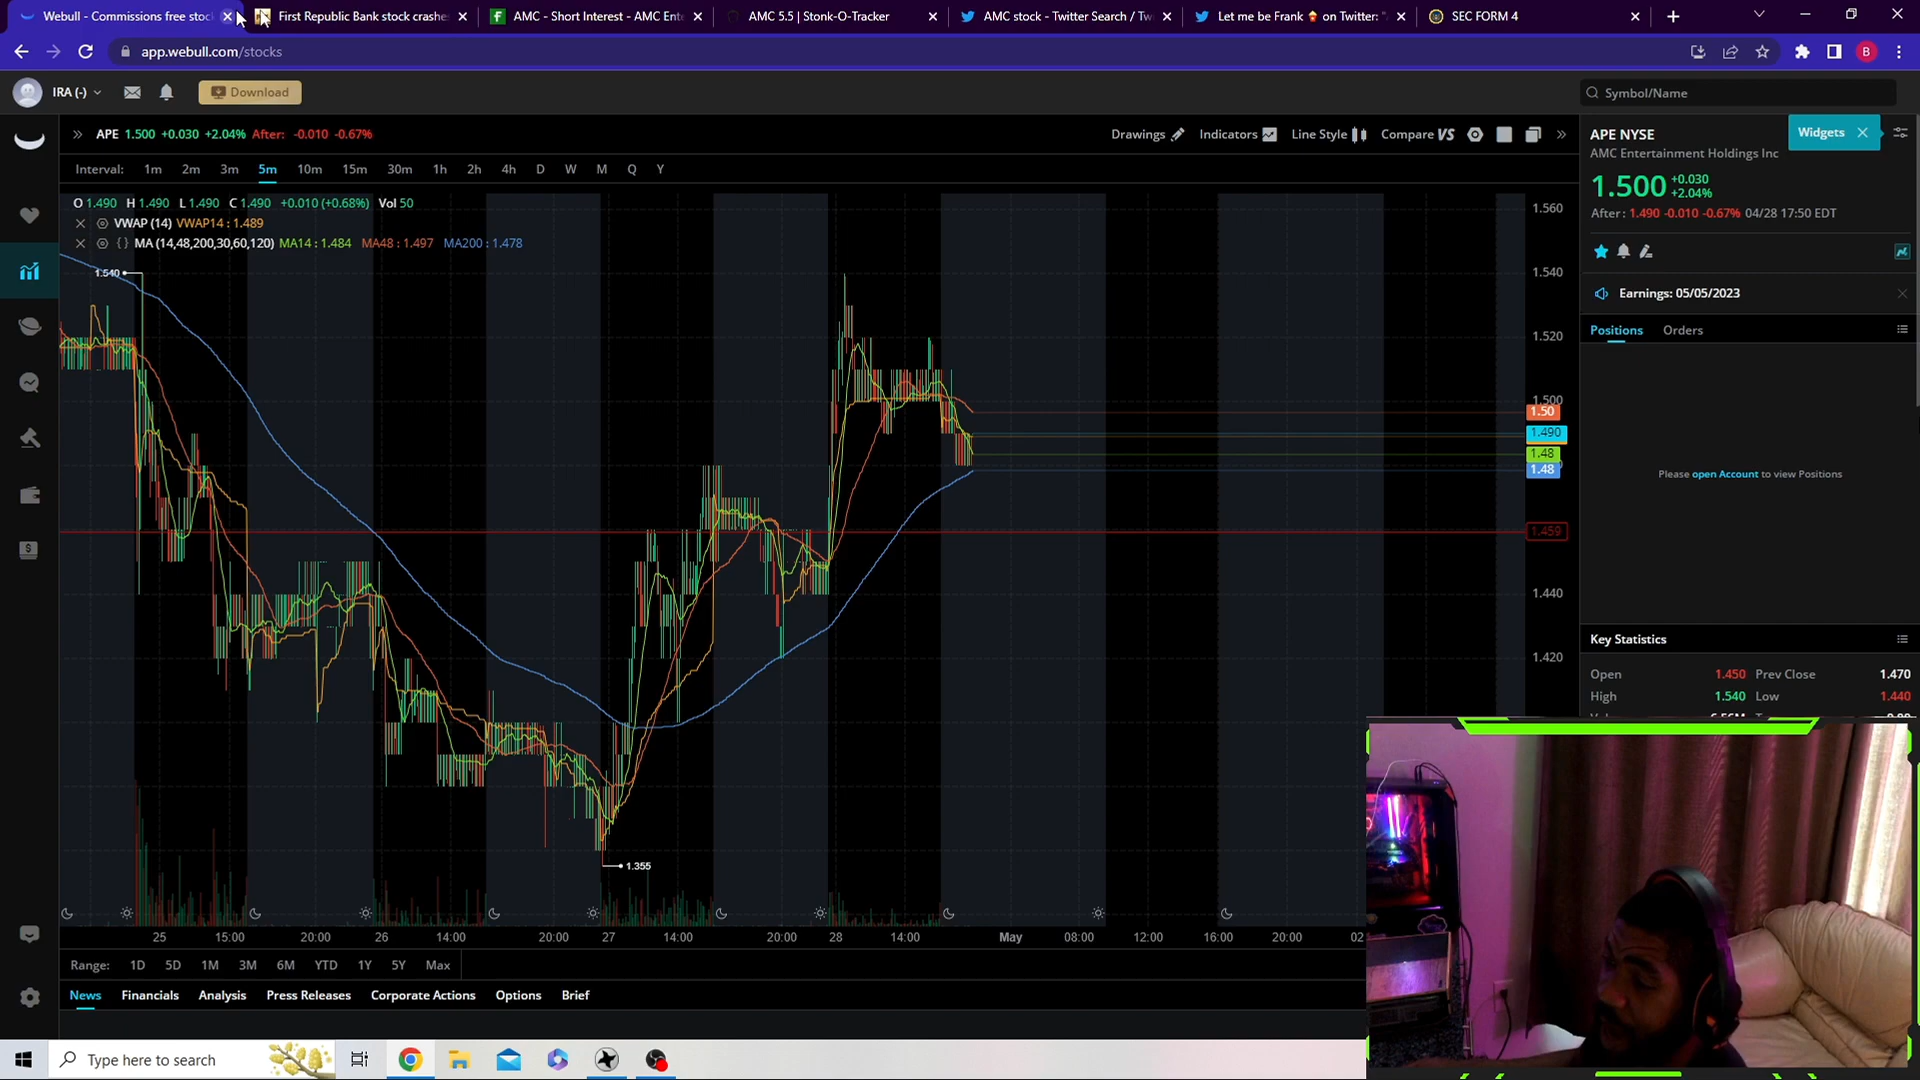 Webull - Commissions free stoc
First Republic Bank stock crashe
AMC - Short Interest - AMC Ente
AMC 5.5 | Stonk-O-Tracker
AMC stock - Twitter Search / Tw
Let me be Frank on Twitter: "
SEC FORM 4
app.webull.com/stocks
B
IRA (-)
Download
Symbol/Name
APE 1.500 +0.030 +2.04% After: -0.010 -0.67%
Drawings
Indicators
Line Style
Compare VS
Interval: 1m 2m 3m 5m 10m 15m 30m 1h 2h 4h D W M Q Y
O 1.490 H 1.490 L 1.490 C 1.490 +0.010 (+0.68%) Vol 50
VWAP (14) VWAP14 : 1.489
MA (14,48,200,30,60,120) MA14 : 1.484 MA48 : 1.497 MA200 : 1.478
1.540
1.355
1.560
1.540
1.520
1.500
1.50
1.490
1.48
1.48
1.459
1.440
1.420
25 15:00 20:00 26 14:00 20:00 27 14:00 20:00 28 14:00 May 08:00 12:00 16:00 20:00 02
Range: 1D 5D 1M 3M 6M YTD 1Y 5Y Max
News Financials Analysis Press Releases Corporate Actions Options Brief
APE NYSE
Widgets
AMC Entertainment Holdings Inc
1.500 +0.030
+2.04%
After : 1.490 -0.010 -0.67% 04/28 17:50 EDT
Earnings: 05/05/2023
Positions Orders
Please open Account to view Positions
Key Statistics
Open 1.450 Prev Close 1.470
High 1.540 Low 1.440
Type here to search